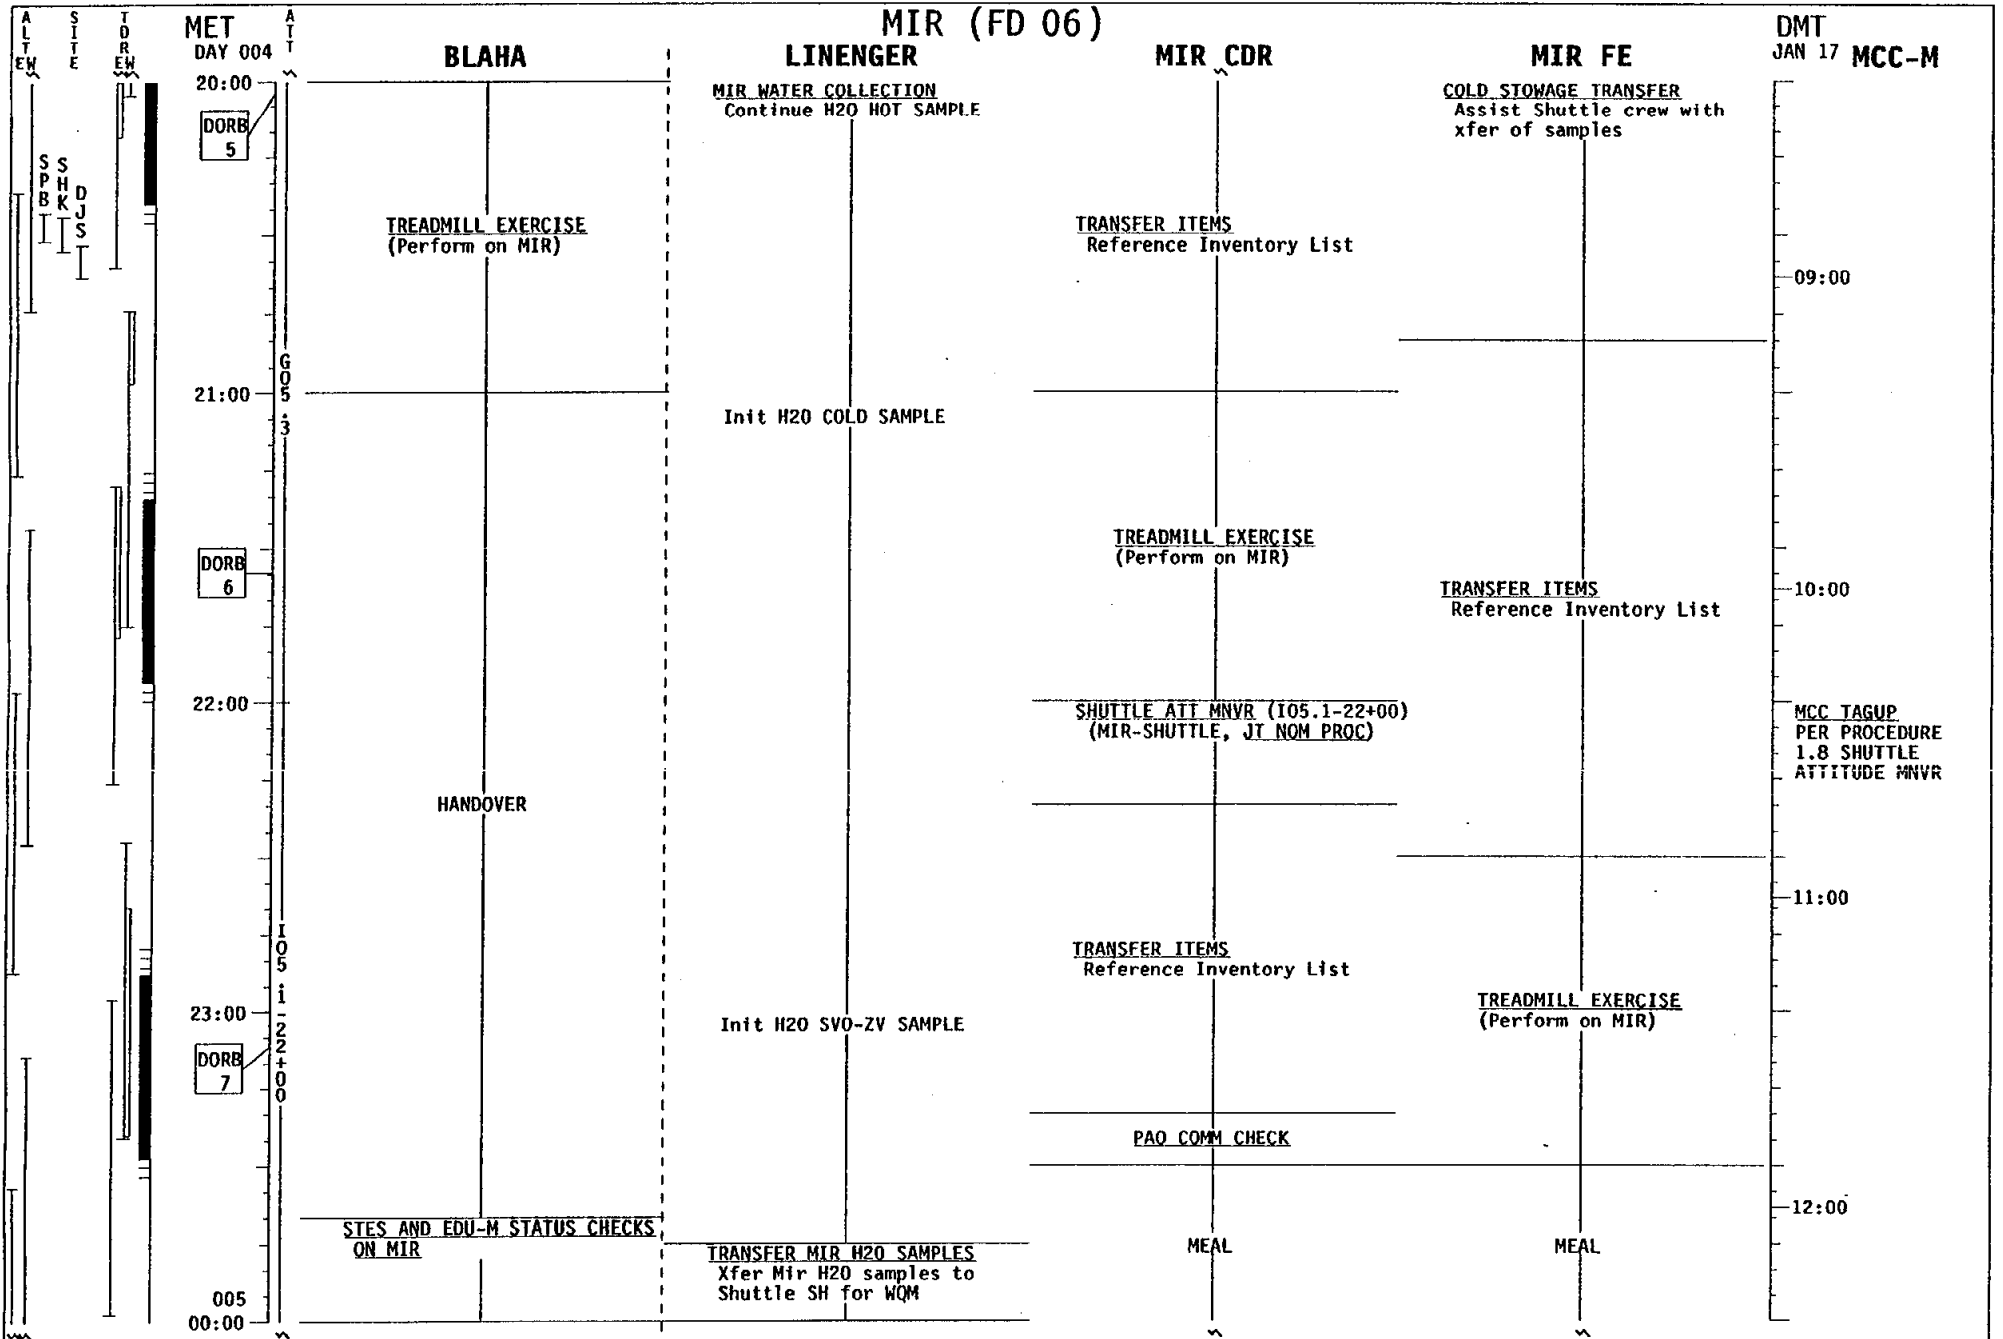 MIR (FD 06)
ALT
E W
SITE
TDR
E W
MET
DAY 004
ATT
BLAHA
LINENGER
MIR CDR
MIR FE
DMT
JAN 17
MCC-M
20:00
MIR WATER COLLECTION
Continue H2O HOT SAMPLE
COLD STOWAGE TRANSFER
Assist Shuttle crew with
xfer of samples
DORB
5
SPB
SHK
DJS
TREADMILL EXERCISE
(Perform on MIR)
TRANSFER ITEMS
Reference Inventory List
09:00
G05.3
21:00
Init H2O COLD SAMPLE
TREADMILL EXERCISE
(Perform on MIR)
DORB
6
TRANSFER ITEMS
Reference Inventory List
10:00
22:00
SHUTTLE ATT MNVR (IO5.1-22+00)
(MIR-SHUTTLE, JT NOM PROC)
MCC TAGUP
PER PROCEDURE
1.8 SHUTTLE
ATTITUDE MNVR
HANDOVER
11:00
IO5.1-22+00
TRANSFER ITEMS
Reference Inventory List
23:00
Init H2O SVO-ZV SAMPLE
TREADMILL EXERCISE
(Perform on MIR)
DORB
7
PAO COMM CHECK
12:00
STES AND EDU-M STATUS CHECKS
ON MIR
MEAL
MEAL
TRANSFER MIR H2O SAMPLES
Xfer Mir H2O samples to
Shuttle SH for WQM
005
00:00